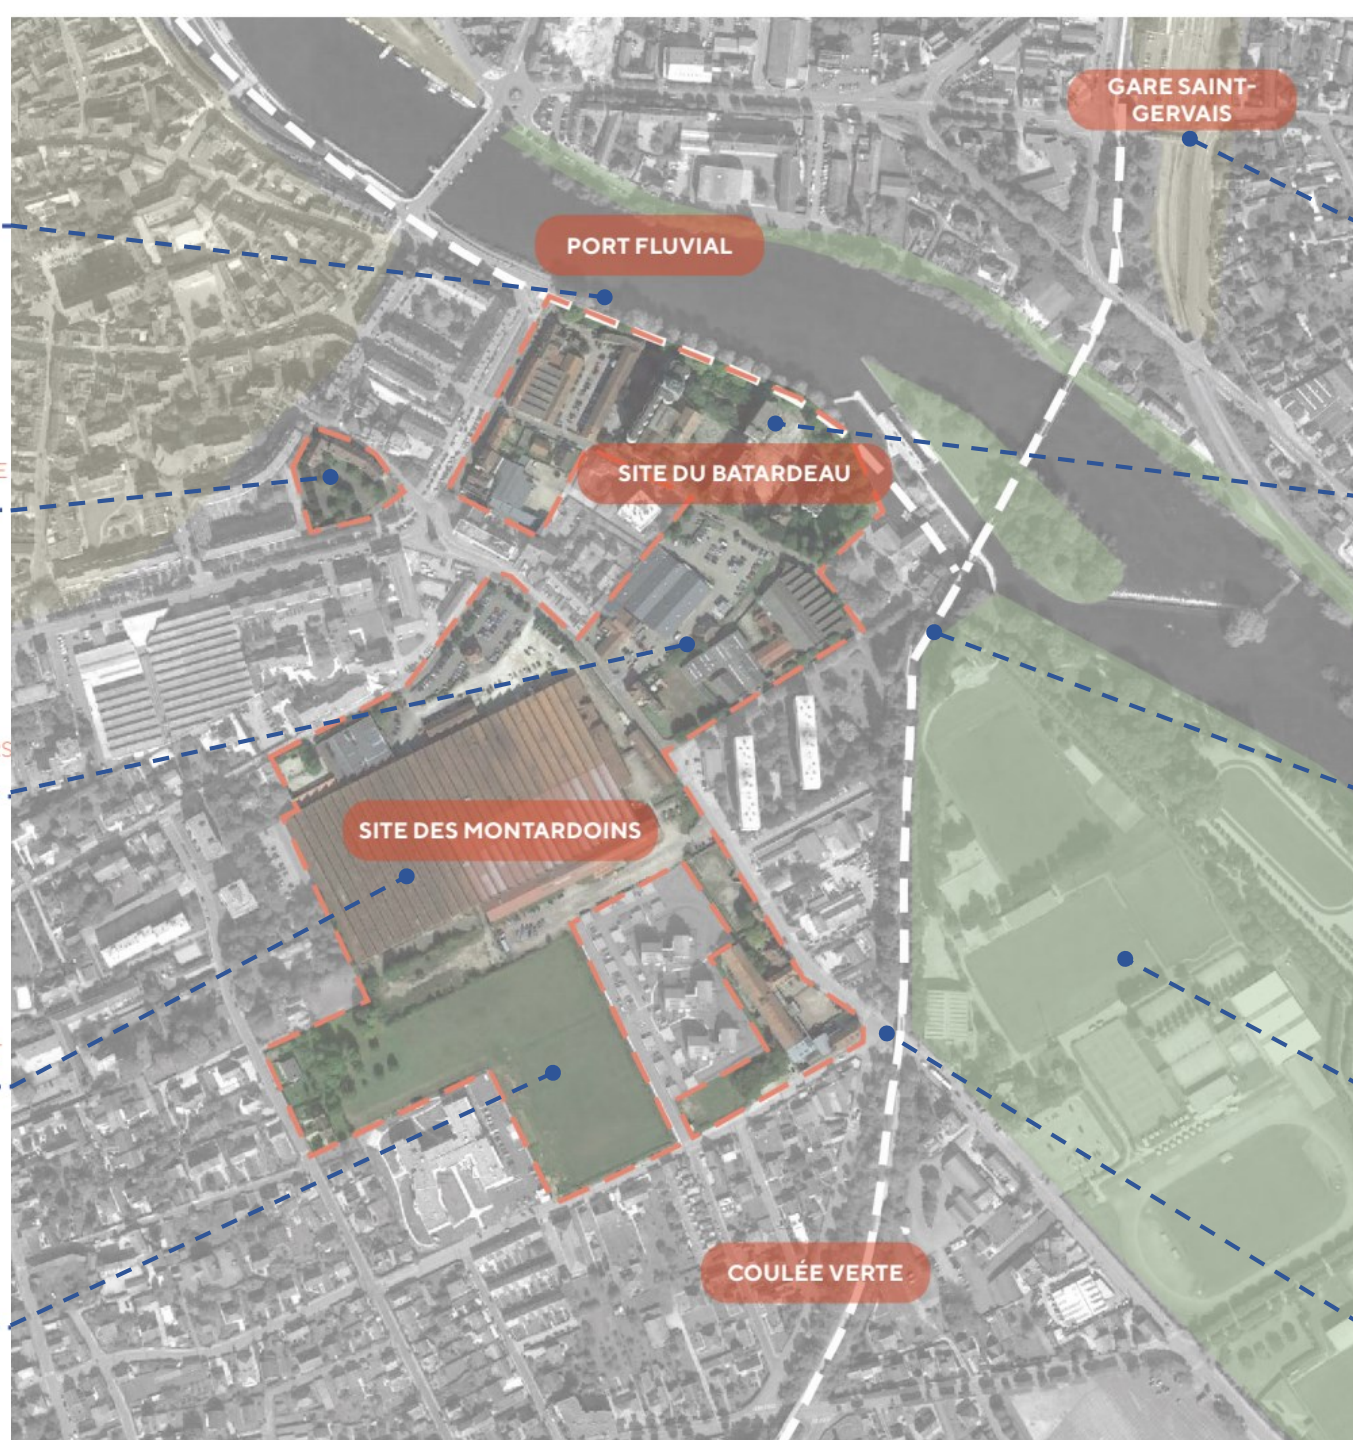 GARE SAINT-
GERVAIS
PORT FLUVIAL
SITE DU BATARDEAU
SITE DES MONTARDOINS
COULÉE VERTE